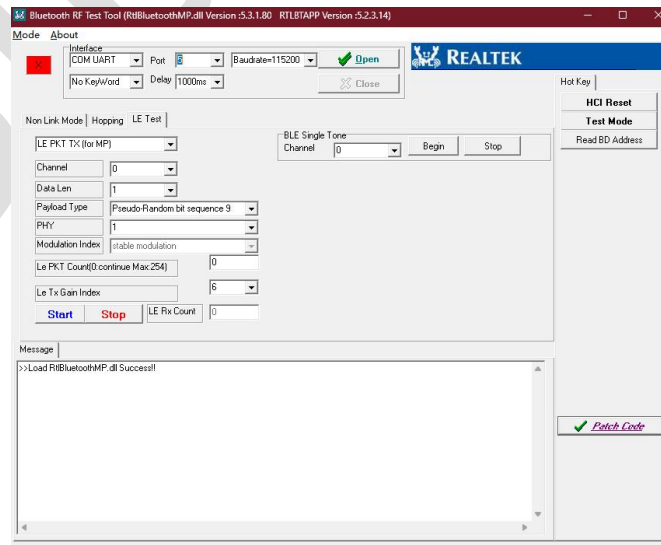 Bluetooth RF Test Tool (RtlBluetoothMP.dll Version :5.3.1.80 RTLBTAPP Version :5.2.3.14)
Mode About
Interface
COM UART Port 5 Baudrate=115200 Open
No KeyWord Delay 1000ms Close
REALTEK
Hot Key
HCI Reset
Test Mode
Read BD Address
Non Link Mode Hopping LE Test
LE PKT TX (for MP)
BLE Single Tone
Channel 0 Begin Stop
Channel 0
Data Len 1
Payload Type Pseudo-Random bit sequence 9
PHY 1
Modulation Index stable modulation
Le PKT Count(0:continue Max:254) 0
Le Tx Gain Index 6
Start Stop LE Rx Count 0
Message
>>Load RtlBluetoothMP.dll Success!!
Patch Code